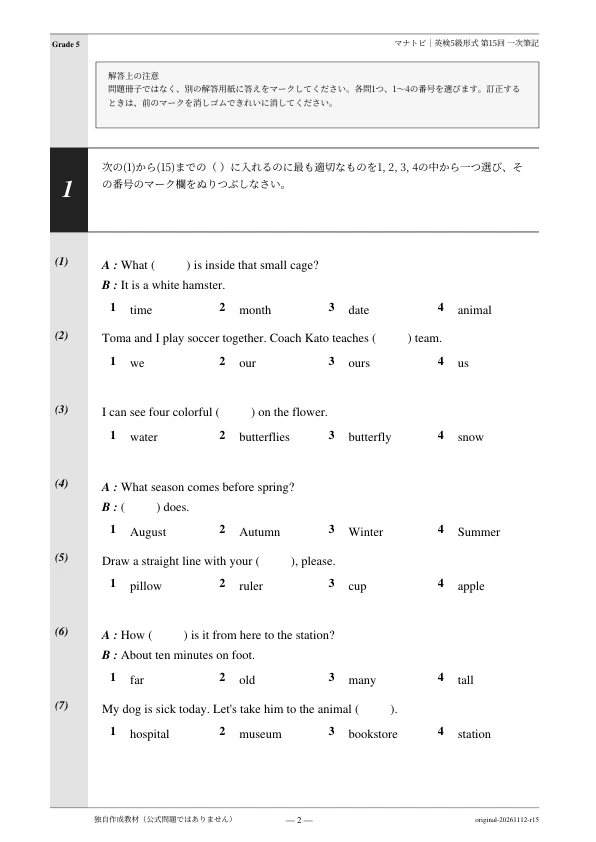 Grade 5
マナトビ｜英検5級形式 第15回 一次筆記
解答上の注意
問題冊子ではなく、別の解答用紙に答えをマークしてください。各問1つ、1〜4の番号を選びます。訂正する
ときは、前のマークを消しゴムできれいに消してください。
1
次の(1)から(15)までの（ ）に入れるのに最も適切なものを1, 2, 3, 4の中から一つ選び、そ
の番号のマーク欄をぬりつぶしなさい。
(1)
A : What (          ) is inside that small cage?
B : It is a white hamster.
1 time 2 month 3 date 4 animal
(2)
Toma and I play soccer together. Coach Kato teaches (          ) team.
1 we 2 our 3 ours 4 us
(3)
I can see four colorful (          ) on the flower.
1 water 2 butterflies 3 butterfly 4 snow
(4)
A : What season comes before spring?
B : (          ) does.
1 August 2 Autumn 3 Winter 4 Summer
(5)
Draw a straight line with your (          ), please.
1 pillow 2 ruler 3 cup 4 apple
(6)
A : How (          ) is it from here to the station?
B : About ten minutes on foot.
1 far 2 old 3 many 4 tall
(7)
My dog is sick today. Let's take him to the animal (          ).
1 hospital 2 museum 3 bookstore 4 station
独自作成教材（公式問題ではありません）
— 2 —
original-20261112-r15